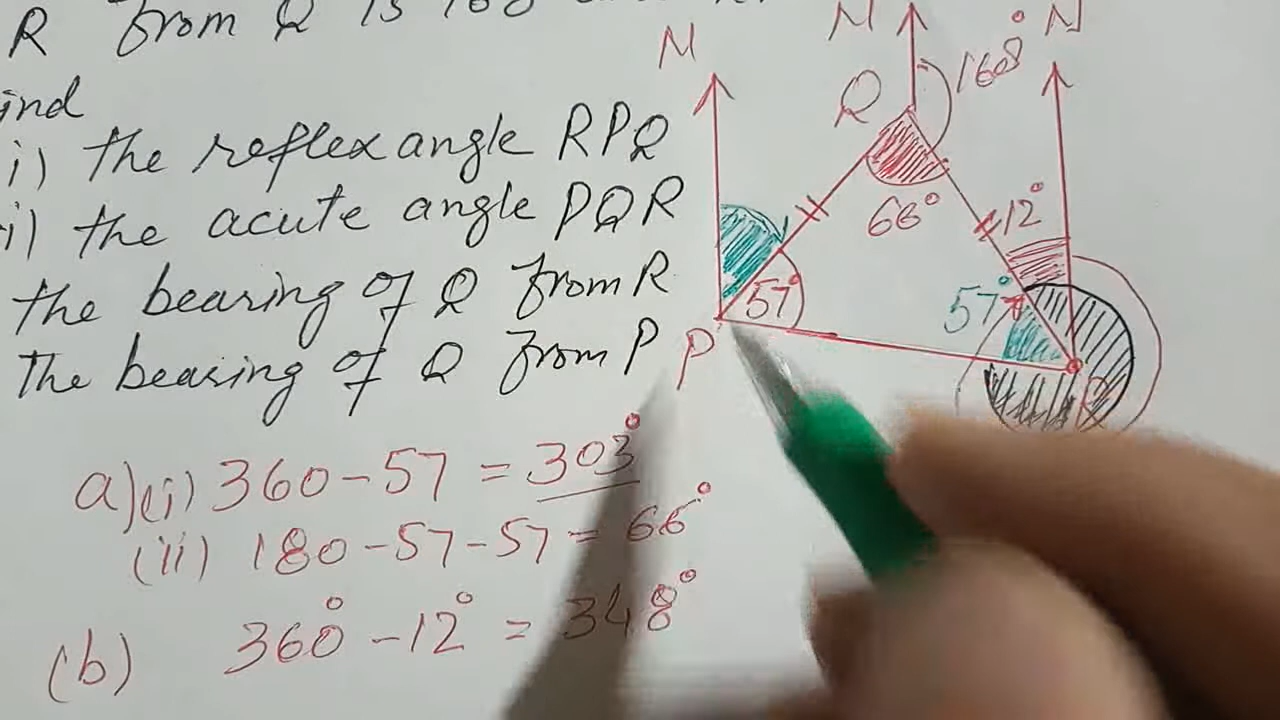 R from Q is 168
ind
i) the reflex angle RPQ
i) the acute angle PQR
the bearing of Q from R
the bearing of Q from P
a)(i) 360-57 = 303°
(ii) 180-57-57 = 66°
(b) 360° - 12° = 348°
N
N
N
168°
Q
66°
12°
57°
57°
P
R